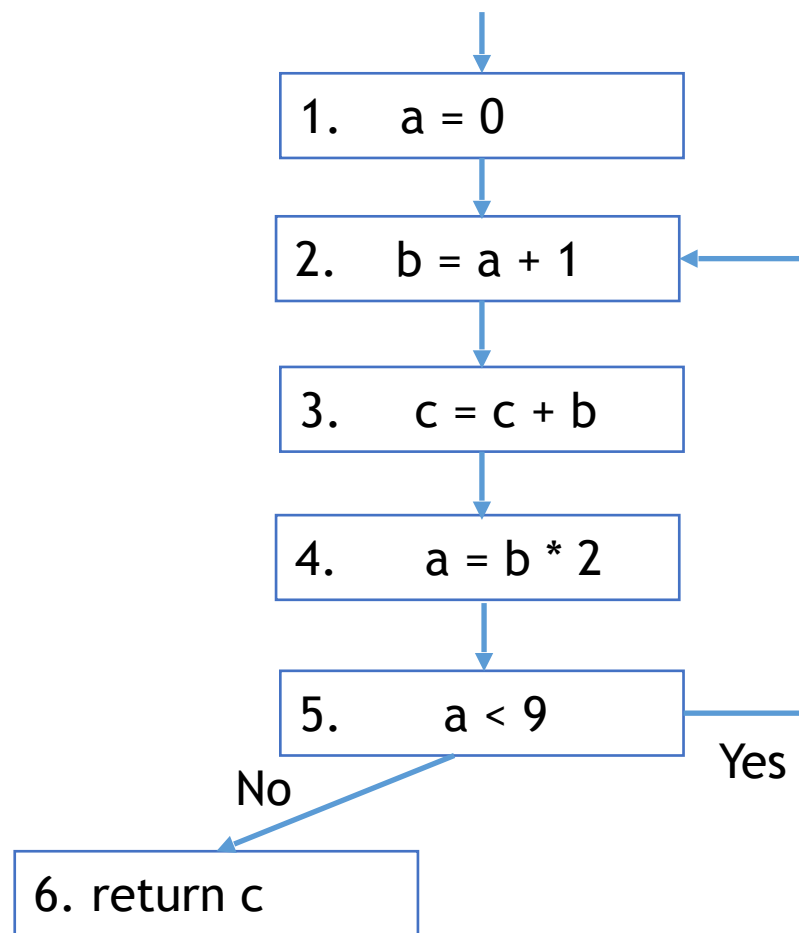 1. a = 0
2. b = a + 1
3. c = c + b
4. a = b * 2
5. a < 9
Yes
No
6. return c